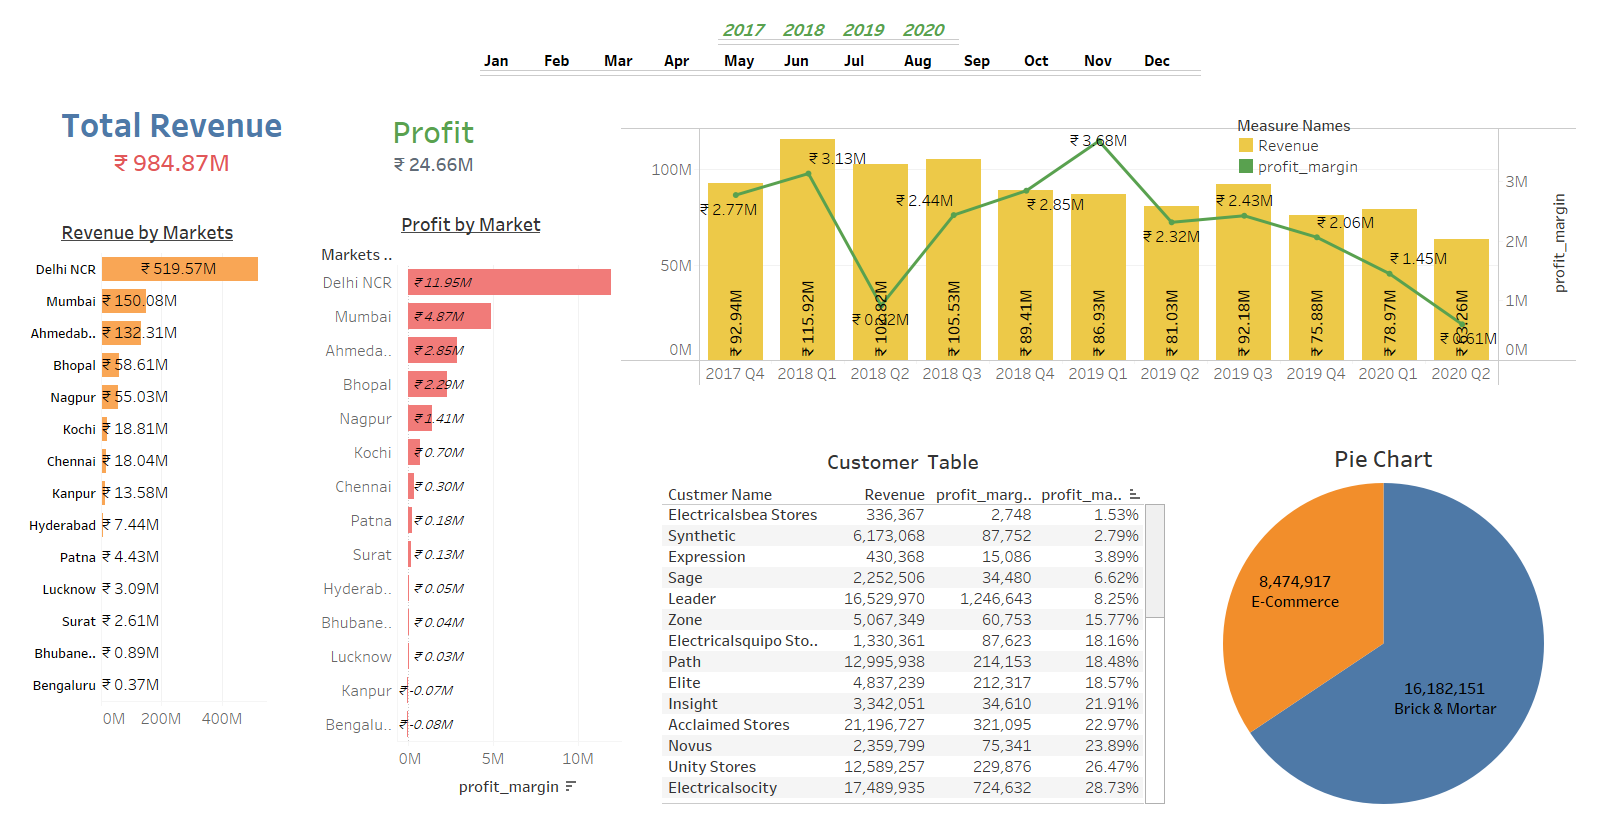 2017 2018 2019 2020
Jan Feb Mar Apr May Jun Jul Aug Sep Oct Nov Dec
Total Revenue
₹ 984.87M
Profit
₹ 24.66M
Revenue by Markets
Delhi NCR ₹ 519.57M
Mumbai ₹ 150.08M
Ahmedab.. ₹ 132.31M
Bhopal ₹ 58.61M
Nagpur ₹ 55.03M
Kochi ₹ 18.81M
Chennai ₹ 18.04M
Kanpur ₹ 13.58M
Hyderabad ₹ 7.44M
Patna ₹ 4.43M
Lucknow ₹ 3.09M
Surat ₹ 2.61M
Bhubane.. ₹ 0.89M
Bengaluru ₹ 0.37M
0M 200M 400M
Profit by Market
Markets ..
Delhi NCR ₹ 11.95M
Mumbai ₹ 4.87M
Ahmeda.. ₹ 2.85M
Bhopal ₹ 2.29M
Nagpur ₹ 1.41M
Kochi ₹ 0.70M
Chennai ₹ 0.30M
Patna ₹ 0.18M
Surat ₹ 0.13M
Hyderab.. ₹ 0.05M
Bhubane.. ₹ 0.04M
Lucknow ₹ 0.03M
Kanpur ₹ -0.07M
Bengalu.. ₹ -0.08M
0M 5M 10M
profit_margin
Measure Names
Revenue
profit_margin
100M
50M
0M
₹ 2.77M ₹ 3.13M ₹ 0.22M ₹ 2.44M ₹ 2.85M ₹ 3.68M ₹ 2.32M ₹ 2.43M ₹ 2.06M ₹ 1.45M ₹ 0.61M
₹ 92.94M ₹ 115.92M ₹ 102.82M ₹ 105.53M ₹ 89.41M ₹ 86.93M ₹ 81.03M ₹ 92.18M ₹ 75.88M ₹ 78.97M ₹ 63.26M
2017 Q4 2018 Q1 2018 Q2 2018 Q3 2018 Q4 2019 Q1 2019 Q2 2019 Q3 2019 Q4 2020 Q1 2020 Q2
3M
2M
1M
0M
profit_margin
Customer Table
Custmer Name Revenue profit_marg.. profit_ma..
Electricalsbea Stores 336,367 2,748 1.53%
Synthetic 6,173,068 87,752 2.79%
Expression 430,368 15,086 3.89%
Sage 2,252,506 34,480 6.62%
Leader 16,529,970 1,246,643 8.25%
Zone 5,067,349 60,753 15.77%
Electricalsquipo Sto.. 1,330,361 87,623 18.16%
Path 12,995,938 214,153 18.48%
Elite 4,837,239 212,317 18.57%
Insight 3,342,051 34,610 21.91%
Acclaimed Stores 21,196,727 321,095 22.97%
Novus 2,359,799 75,341 23.89%
Unity Stores 12,589,257 229,876 26.47%
Electricalsocity 17,489,935 724,632 28.73%
Pie Chart
8,474,917
E-Commerce
16,182,151
Brick & Mortar